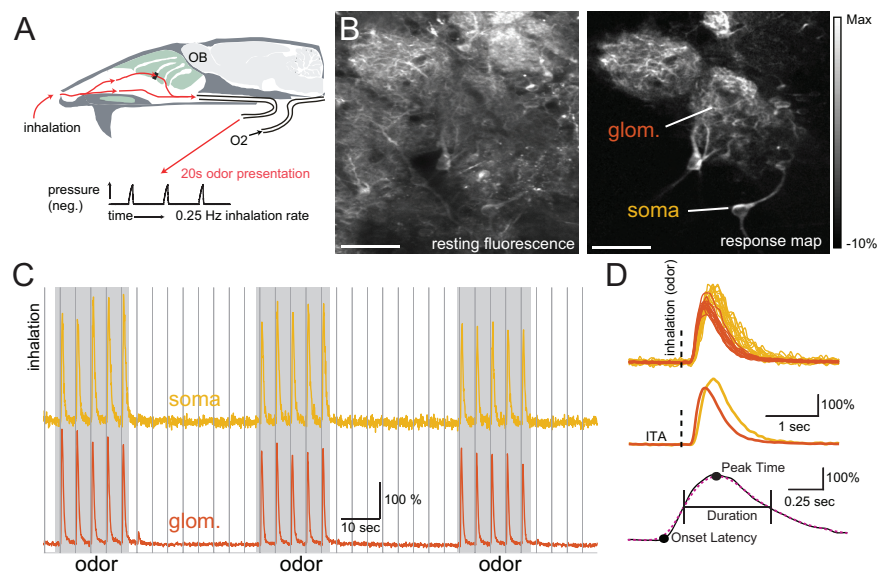 A
OB
inhalation
O2
20s odor presentation
pressure
(neg.)
time
0.25 Hz inhalation rate
B
resting fluorescence
glom.
soma
response map
Max
-10%
C
inhalation
soma
glom.
100 %
10 sec
odor
odor
odor
D
inhalation (odor)
100%
1 sec
ITA
Peak Time
100%
0.25 sec
Duration
Onset Latency